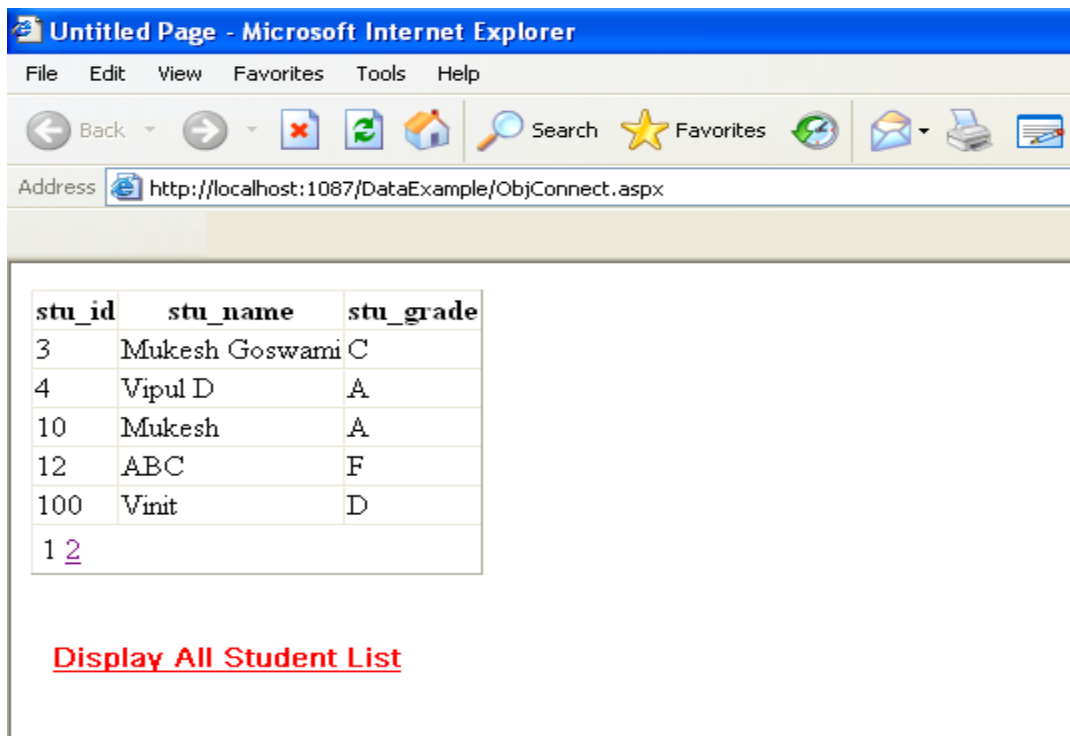 Untitled Page - Microsoft Internet Explorer
File Edit View Favorites Tools Help
Back Search Favorites
Address http://localhost:1087/DataExample/ObjConnect.aspx
stu_id stu_name stu_grade
3 Mukesh Goswami C
4 Vipul D A
10 Mukesh A
12 ABC F
100 Vinit D
1 2
Display All Student List